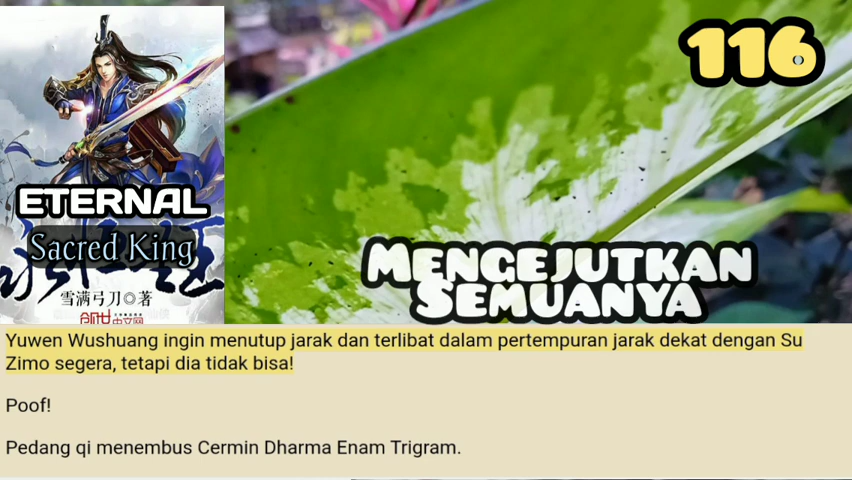 116
ETERNAL
Sacred King
雪满弓刀◎著
MENGEJUTKAN
SEMUANYA
Yuwen Wushuang ingin menutup jarak dan terlibat dalam pertempuran jarak dekat dengan Su
Zimo segera, tetapi dia tidak bisa!
Poof!
Pedang qi menembus Cermin Dharma Enam Trigram.